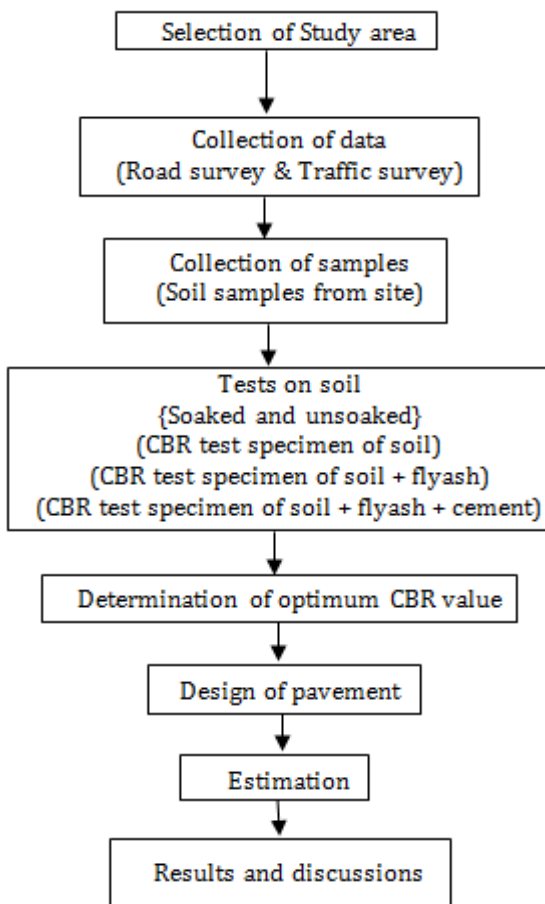 Selection of Study area
Collection of data
(Road survey & Traffic survey)
Collection of samples
(Soil samples from site)
Tests on soil
{Soaked and unsoaked}
(CBR test specimen of soil)
(CBR test specimen of soil + flyash)
(CBR test specimen of soil + flyash + cement)
Determination of optimum CBR value
Design of pavement
Estimation
Results and discussions